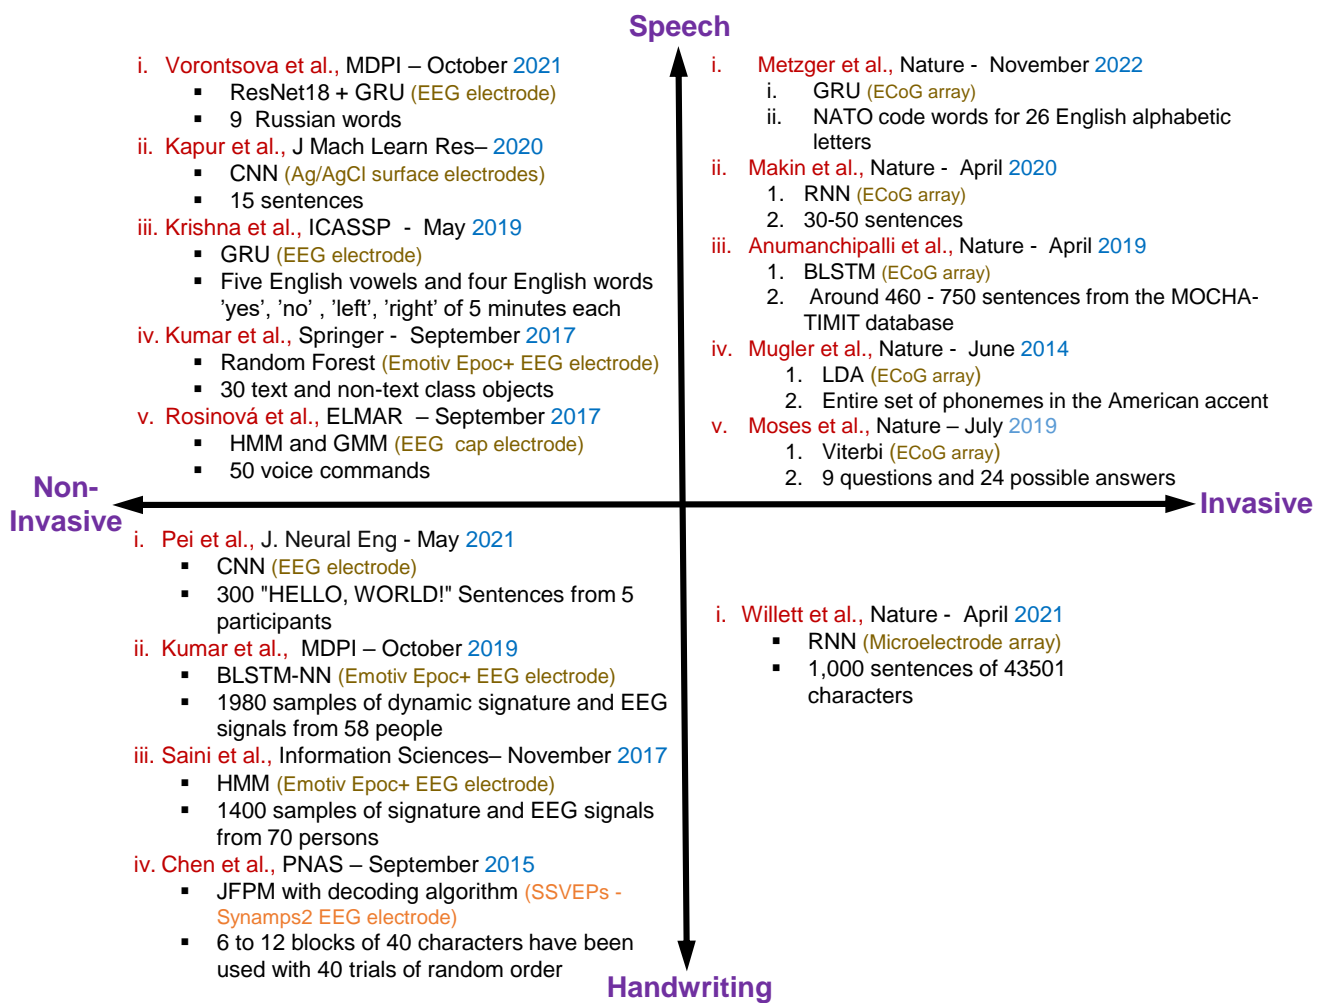 Speech
i. Vorontsova et al., MDPI – October 2021
▪ ResNet18 + GRU (EEG electrode)
▪ 9 Russian words
ii. Kapur et al., J Mach Learn Res– 2020
▪ CNN (Ag/AgCl surface electrodes)
▪ 15 sentences
iii. Krishna et al., ICASSP - May 2019
▪ GRU (EEG electrode)
▪ Five English vowels and four English words
'yes', 'no' , 'left', 'right' of 5 minutes each
iv. Kumar et al., Springer - September 2017
▪ Random Forest (Emotiv Epoc+ EEG electrode)
▪ 30 text and non-text class objects
v. Rosinová et al., ELMAR – September 2017
▪ HMM and GMM (EEG cap electrode)
▪ 50 voice commands
i. Metzger et al., Nature - November 2022
i. GRU (ECoG array)
ii. NATO code words for 26 English alphabetic
letters
ii. Makin et al., Nature - April 2020
1. RNN (ECoG array)
2. 30-50 sentences
iii. Anumanchipalli et al., Nature - April 2019
1. BLSTM (ECoG array)
2. Around 460 - 750 sentences from the MOCHA-
TIMIT database
iv. Mugler et al., Nature - June 2014
1. LDA (ECoG array)
2. Entire set of phonemes in the American accent
v. Moses et al., Nature – July 2019
1. Viterbi (ECoG array)
2. 9 questions and 24 possible answers
Non-
Invasive
Invasive
i. Pei et al., J. Neural Eng - May 2021
▪ CNN (EEG electrode)
▪ 300 "HELLO, WORLD!" Sentences from 5
participants
ii. Kumar et al., MDPI – October 2019
▪ BLSTM-NN (Emotiv Epoc+ EEG electrode)
▪ 1980 samples of dynamic signature and EEG
signals from 58 people
iii. Saini et al., Information Sciences– November 2017
▪ HMM (Emotiv Epoc+ EEG electrode)
▪ 1400 samples of signature and EEG signals
from 70 persons
iv. Chen et al., PNAS – September 2015
▪ JFPM with decoding algorithm (SSVEPs -
Synamps2 EEG electrode)
▪ 6 to 12 blocks of 40 characters have been
used with 40 trials of random order
i. Willett et al., Nature - April 2021
▪ RNN (Microelectrode array)
▪ 1,000 sentences of 43501
characters
Handwriting